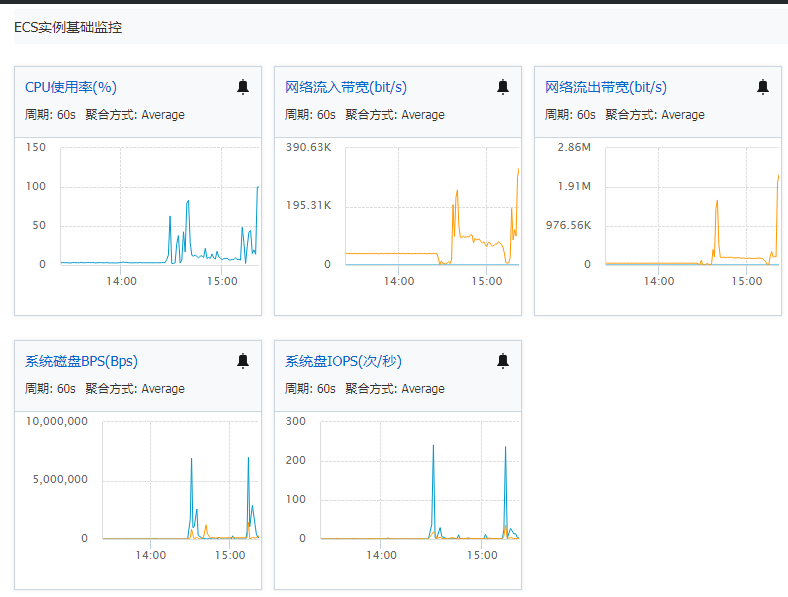 ECS实例基础监控
CPU使用率(%)
周期: 60s 聚合方式: Average
150
100
50
0
14:00 15:00
网络流入带宽(bit/s)
周期: 60s 聚合方式: Average
390.63K
195.31K
0
14:00 15:00
网络流出带宽(bit/s)
周期: 60s 聚合方式: Average
2.86M
1.91M
976.56K
0
14:00 15:00
系统磁盘BPS(Bps)
周期: 60s 聚合方式: Average
10,000,000
5,000,000
0
14:00 15:00
系统盘IOPS(次/秒)
周期: 60s 聚合方式: Average
300
200
100
0
14:00 15:00